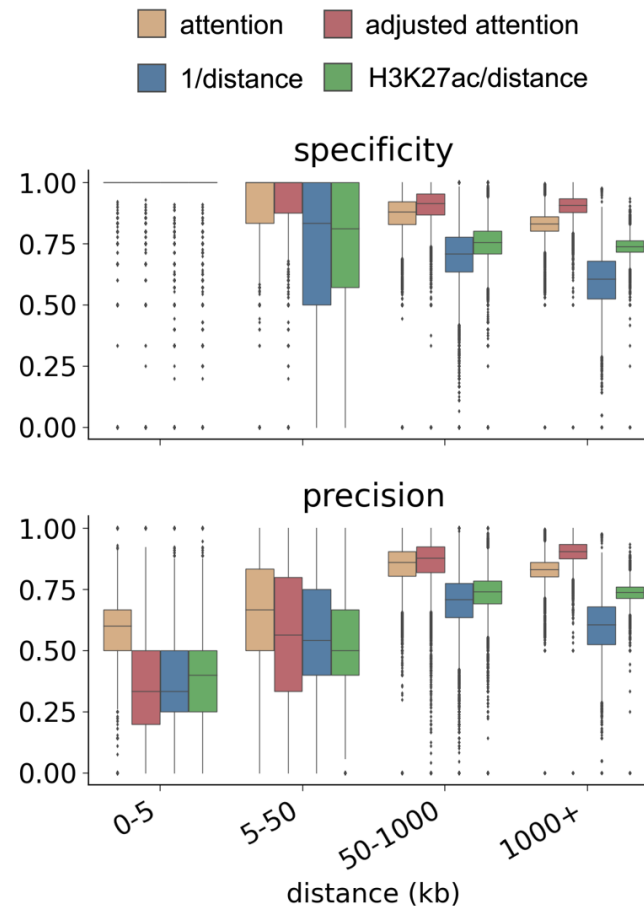 attention adjusted attention
1/distance H3K27ac/distance
specificity
1.00
0.75
0.50
0.25
0.00
precision
1.00
0.75
0.50
0.25
0.00
0-5 5-50 50-1000 1000+
distance (kb)